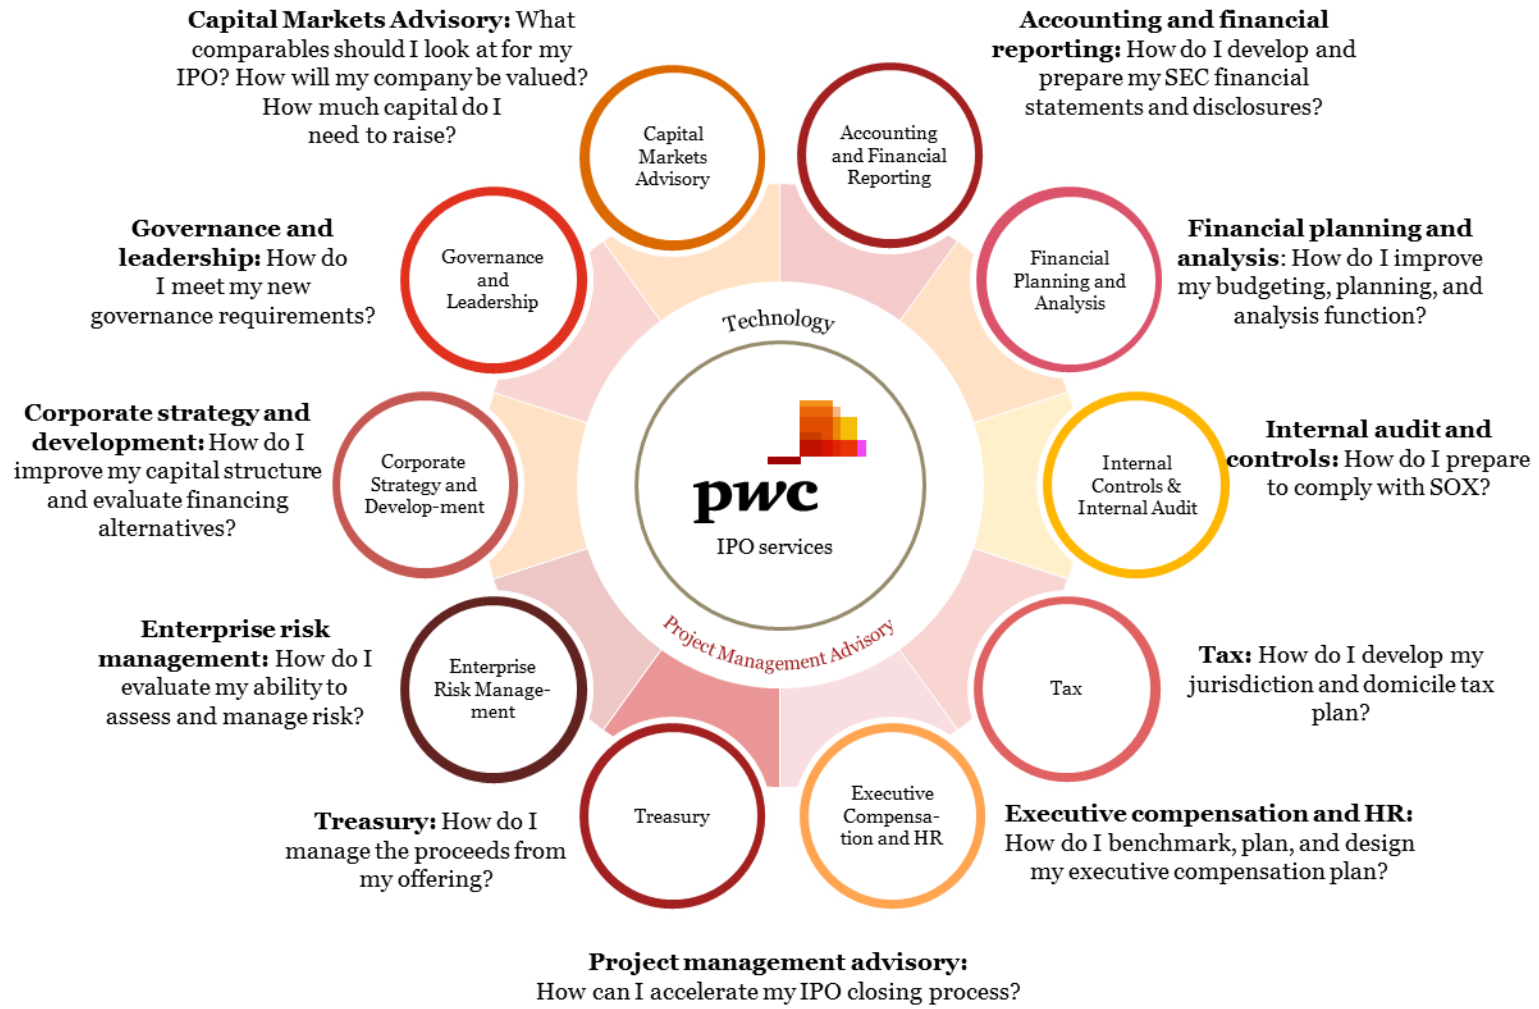 Capital Markets Advisory: What
comparables should I look at for my
IPO? How will my company be valued?
How much capital do I
need to raise?
Accounting and financial
reporting: How do I develop and
prepare my SEC financial
statements and disclosures?
Capital
Markets
Advisory
Accounting
and Financial
Reporting
Governance and
leadership: How do
I meet my new
governance requirements?
Governance
and
Leadership
Financial
Planning and
Analysis
Financial planning and
analysis: How do I improve
my budgeting, planning, and
analysis function?
Technology
Corporate strategy and
development: How do I
improve my capital structure
and evaluate financing
alternatives?
Corporate
Strategy and
Develop-ment
pwc
IPO services
Internal
Controls &
Internal Audit
Internal audit and
controls: How do I prepare
to comply with SOX?
Project Management Advisory
Enterprise risk
management: How do I
evaluate my ability to
assess and manage risk?
Enterprise
Risk Manage-
ment
Tax
Tax: How do I develop my
jurisdiction and domicile tax
plan?
Treasury: How do I
manage the proceeds from
my offering?
Treasury
Executive
Compensa-
tion and HR
Executive compensation and HR:
How do I benchmark, plan, and design
my executive compensation plan?
Project management advisory:
How can I accelerate my IPO closing process?